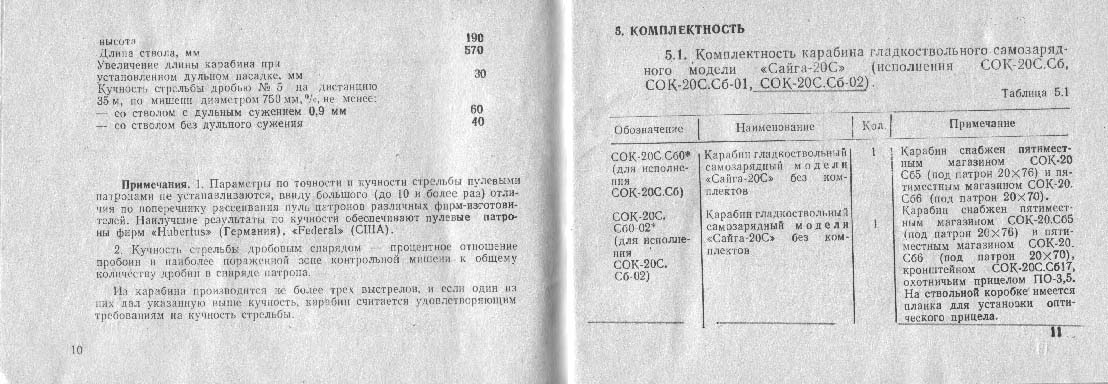 высота 190
Длина ствола, мм 570
Увеличение длины карабина при
установленном дульном насадке, мм 30
Кучность стрельбы дробью № 5 на дистанцию
35 м, по мишени диаметром 750 мм, %, не менее:
— со стволом с дульным сужением 0,9 мм 60
— со стволом без дульного сужения 40
Примечания. 1. Параметры по точности и кучности стрельбы пулевыми
патронами не устанавливаются, ввиду большого (до 10 и более раз) отли-
чия по поперечнику рассеивания пуль патронов различных фирм-изготови-
телей. Наилучшие результаты по кучности обеспечивают пулевые патро-
ны фирм «Hubertus» (Германия), «Federal» (США).
2. Кучность стрельбы дробовым снарядом — процентное отношение
пробоин в наиболее пораженной зоне контрольной мишени к общему
количеству дробин в снаряде патрона.
Из карабина производится не более трех выстрелов, и если один из
них дал указанную выше кучность, карабин считается удовлетворяющим
требованиям на кучность стрельбы.
10
5. КОМПЛЕКТНОСТЬ
5.1. Комплектность карабина гладкоствольного самозаряд-
ного модели «Сайга-20С» (исполнения СОК-20С.Сб,
СОК-20С.Сб-01, СОК-20С.Сб-02).
Таблица 5.1
Обозначение Наименование Кол. Примечание
СОК-20С Сб0*
(для исполне-
ния
СОК-20С.Сб)
Карабин гладкоствольный
самозарядный модели
«Сайга-20С» без ком-
плектов
1
Карабин снабжен пятимест-
ным магазином СОК-20
Сб5 (под патрон 20×76) и пя-
тиместным магазином СОК-20.
Сб6 (под патрон 20×70).
СОК-20С.
Сб0-02*
(для исполне-
ния
СОК-20С.
Сб-02)
Карабин гладкоствольный
самозарядный модели
«Сайга-20С» без ком-
плектов
1
Карабин снабжен пятимест-
ным магазином СОК-20.Сб5
(под патрон 20×76) и пяти-
местным магазином СОК-20.
Сб6 (под патрон 20×70),
кронштейном СОК-20С.Сб17,
охотничьим прицелом ПО-3,5.
На ствольной коробке имеется
планка для установки опти-
ческого прицела.
11